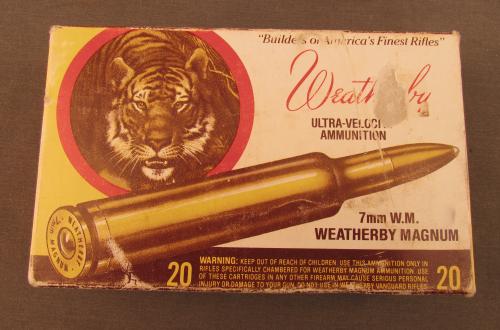 "Builders of America's Finest Rifles"
Weatherby
ULTRA-VELOCITY
AMMUNITION
7mm W.M.
WEATHERBY MAGNUM
WEATHERBY MAGNUM 7MM
20
WARNING: KEEP OUT OF REACH OF CHILDREN. USE THIS AMMUNITION ONLY IN
RIFLES SPECIFICALLY CHAMBERED FOR WEATHERBY MAGNUM AMMUNITION. USE
OF THESE CARTRIDGES IN ANY OTHER FIREARM MAY CAUSE SERIOUS PERSONAL
INJURY OR DAMAGE TO YOUR GUN. DO NOT USE IN WEATHERBY VANGUARD RIFLES
20